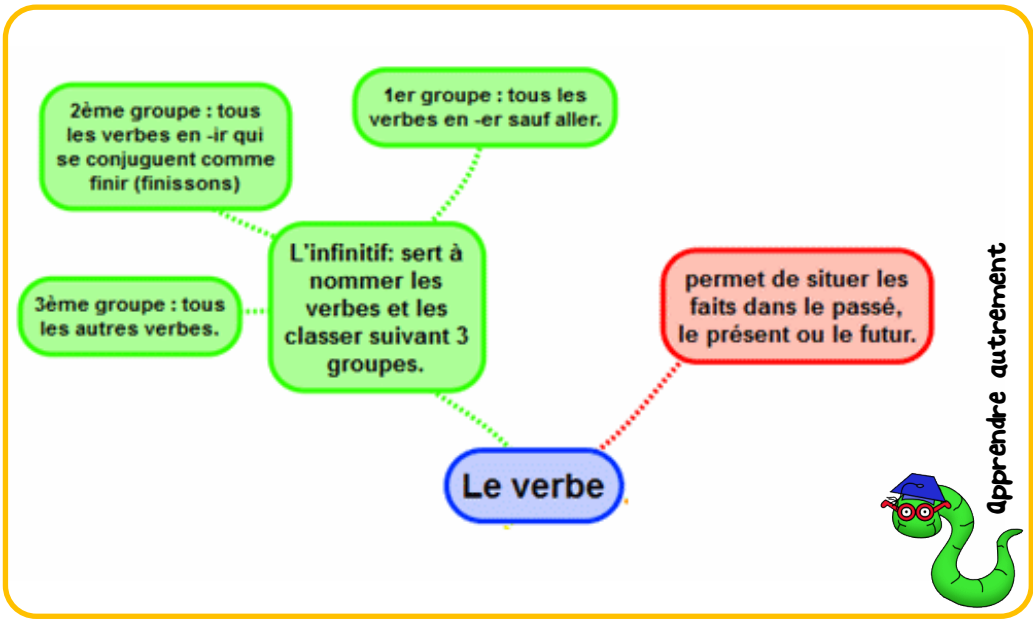 1er groupe : tous les
verbes en -er sauf aller.
2ème groupe : tous
les verbes en -ir qui
se conjuguent comme
finir (finissons)
L'infinitif: sert à
nommer les
verbes et les
classer suivant 3
groupes.
3ème groupe : tous
les autres verbes.
permet de situer les
faits dans le passé,
le présent ou le futur.
Le verbe
apprendre autrement